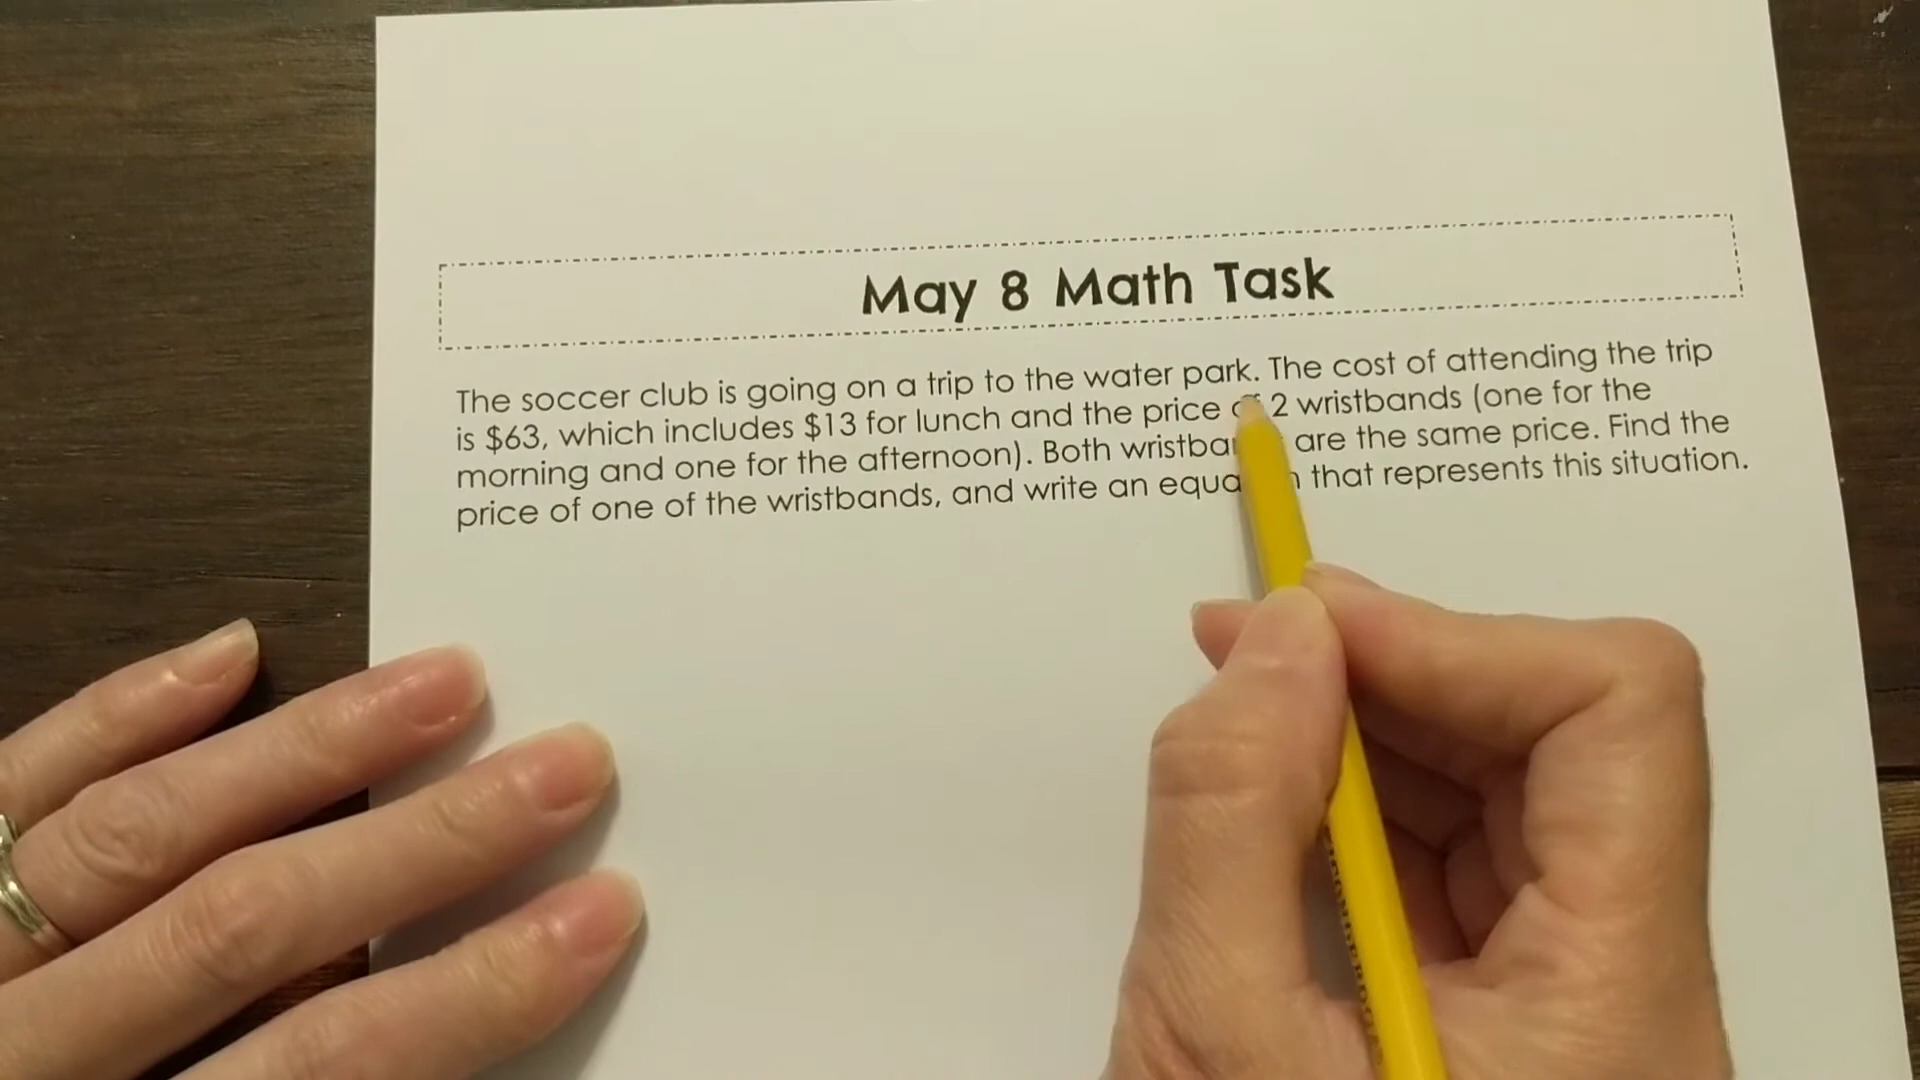 May 8 Math Task
The soccer club is going on a trip to the water park. The cost of attending the trip
is $63, which includes $13 for lunch and the price of 2 wristbands (one for the
morning and one for the afternoon). Both are the same price. Find the
price of one of the wristbands, and write an that represents this situation.